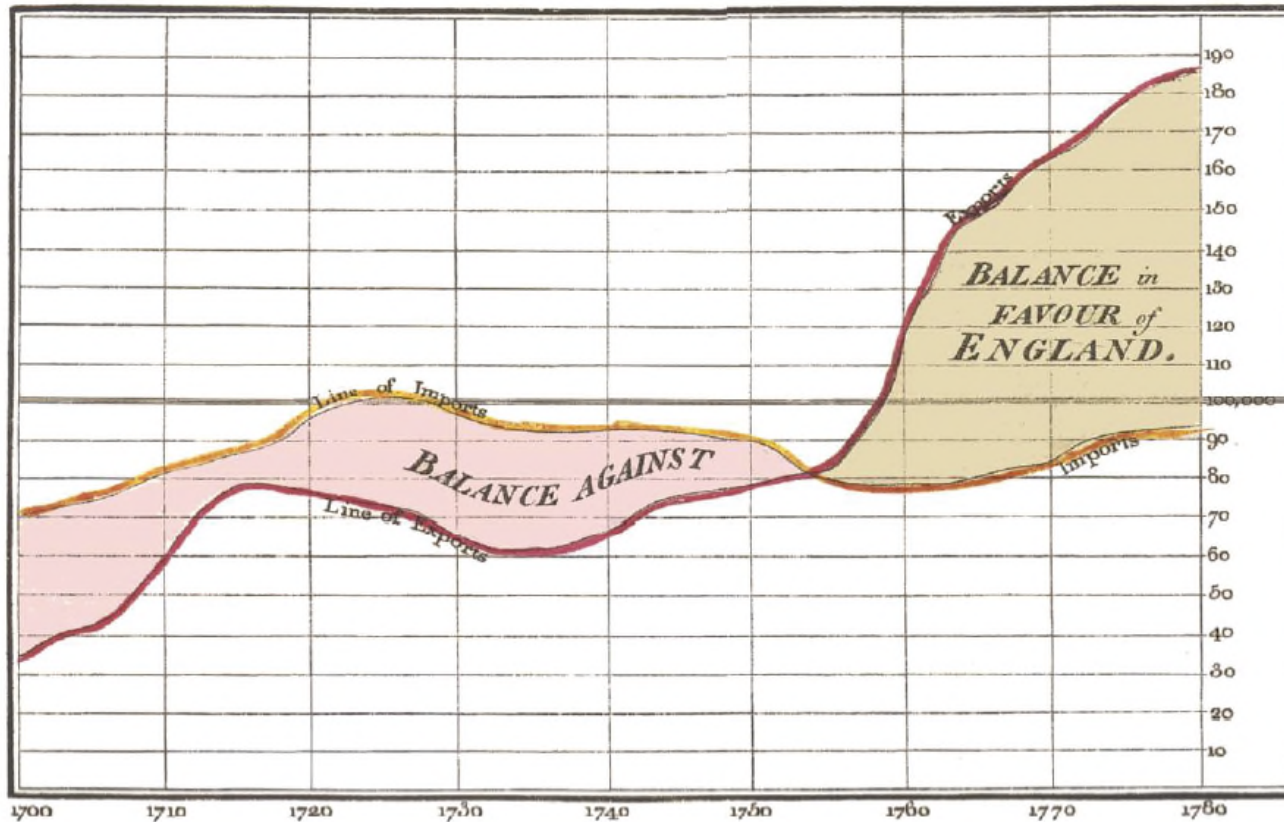 190
180
170
160
150
140
130
120
110
100,000
90
80
70
60
50
40
30
20
10
Exports
BALANCE in
FAVOUR of
ENGLAND.
Line of Imports
BALANCE AGAINST
Imports
Line of Exports
1700 1710 1720 1730 1740 1750 1760 1770 1780